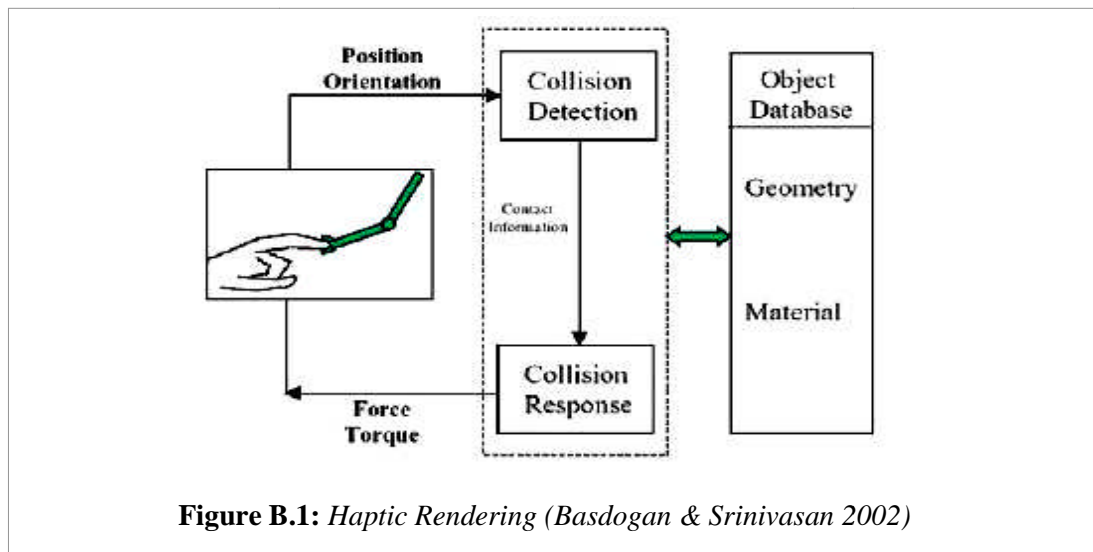 Position
Orientation
Collision
Detection
Object
Database
Geometry
Contact
Information
Material
Collision
Response
Force
Torque
Figure B.1: Haptic Rendering (Basdogan & Srinivasan 2002)